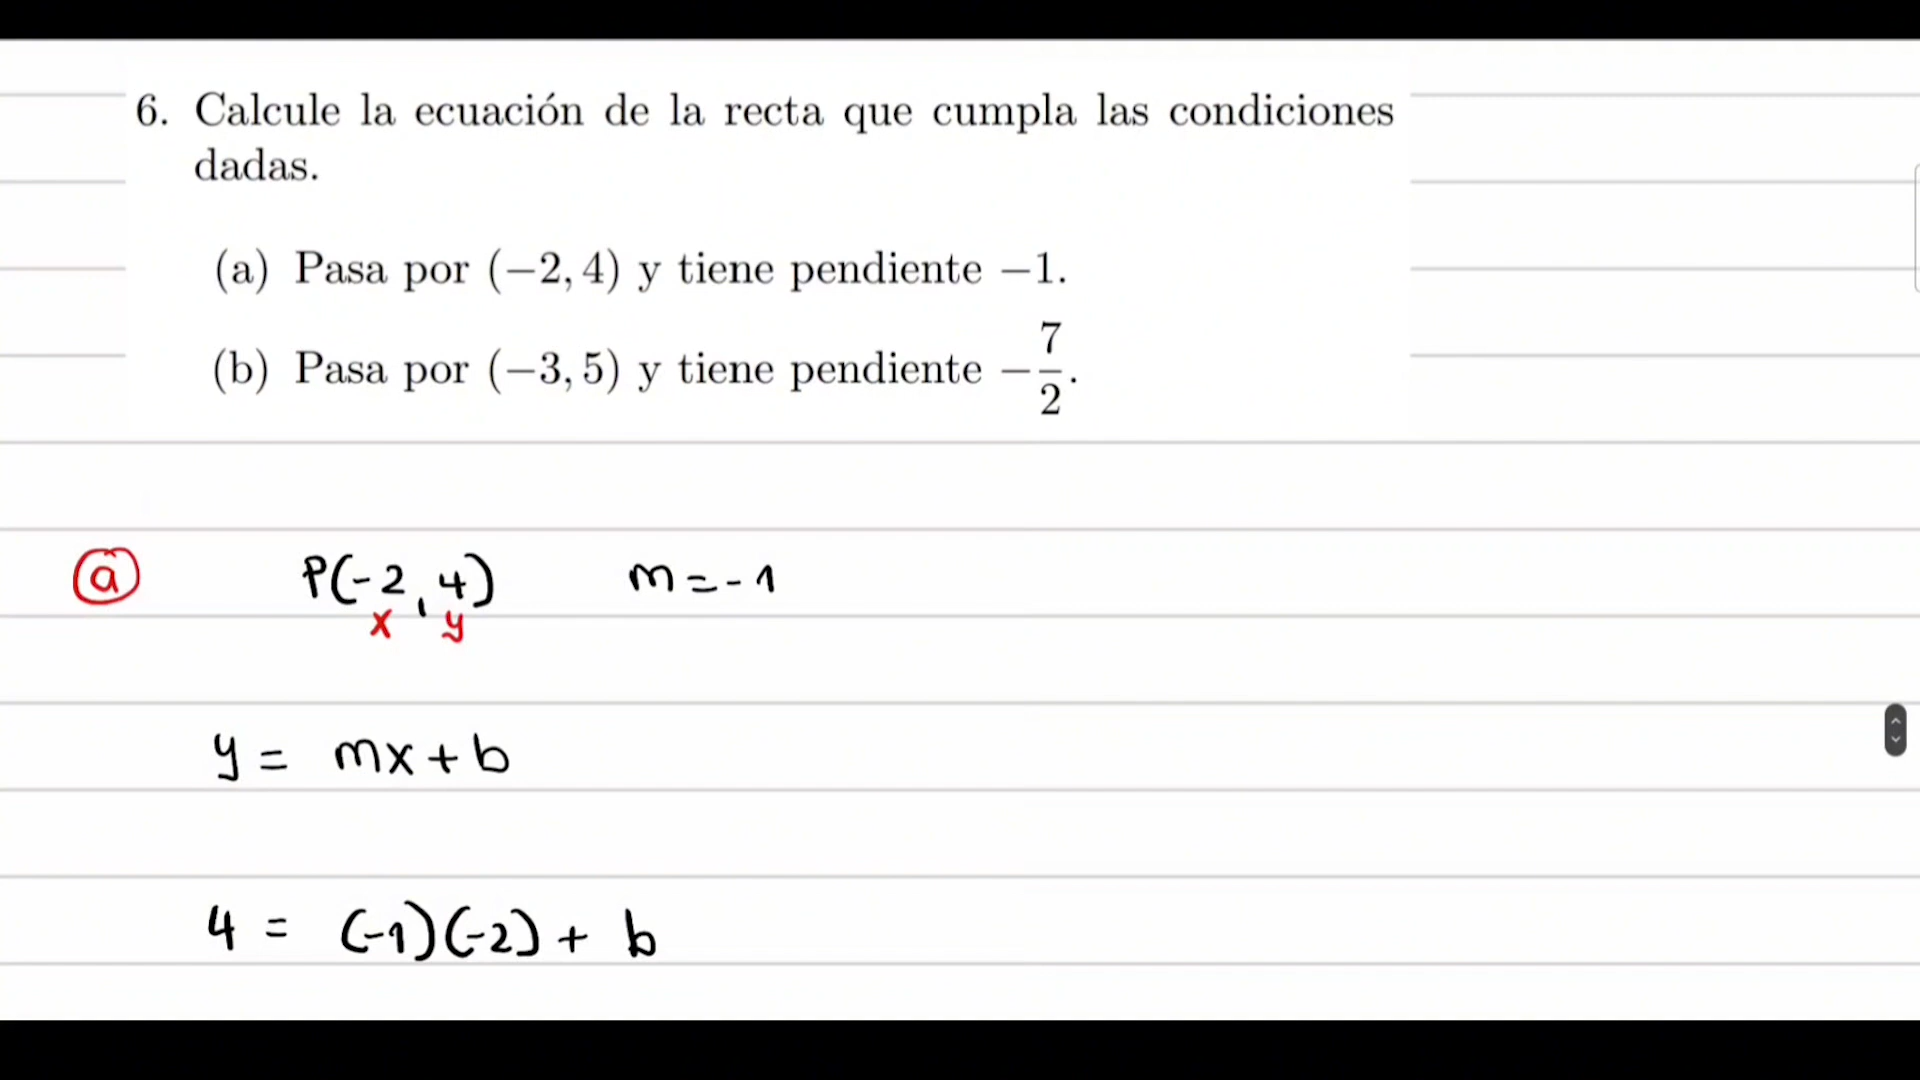 6. Calcule la ecuación de la recta que cumpla las condiciones
dadas.
(a) Pasa por (−2, 4) y tiene pendiente −1.
(b) Pasa por (−3, 5) y tiene pendiente −7/2.
(a) P(-2, 4) m = -1
x y
y = mx + b
4 = (-1)(-2) + b